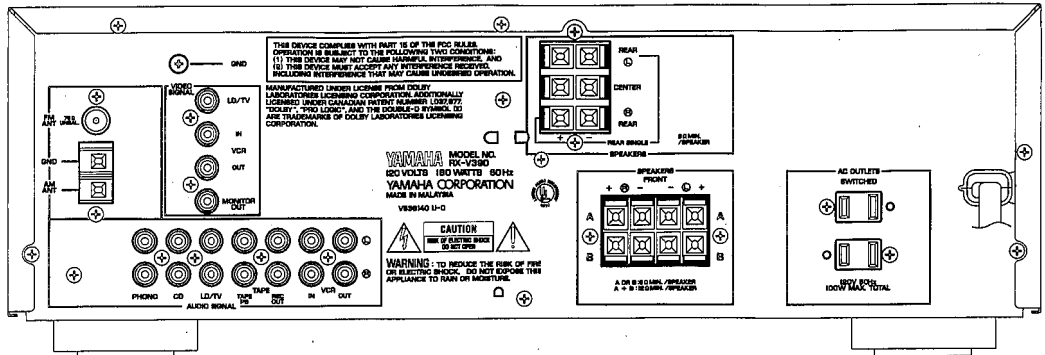 THIS DEVICE COMPLIES WITH PART 15 OF THE FCC RULES.
OPERATION IS SUBJECT TO THE FOLLOWING TWO CONDITIONS:
(1) THIS DEVICE MAY NOT CAUSE HARMFUL INTERFERENCE, AND
(2) THIS DEVICE MUST ACCEPT ANY INTERFERENCE RECEIVED,
INCLUDING INTERFERENCE THAT MAY CAUSE UNDESIRED OPERATION.
MANUFACTURED UNDER LICENSE FROM DOLBY
LABORATORIES LICENSING CORPORATION. ADDITIONALLY
LICENSED UNDER CANADIAN PATENT NUMBER 1,037,877.
"DOLBY", "PRO LOGIC", AND THE DOUBLE-D SYMBOL
ARE TRADEMARKS OF DOLBY LABORATORIES LICENSING
CORPORATION.
GND
VIDEO
SIGNAL
LD/TV
IN
VCR
OUT
MONITOR
OUT
FM
ANT
75Ω
UNBAL.
GND
AM
ANT
REAR
L
CENTER
R
REAR
+ −
REAR SINGLE
8Ω MIN.
/SPEAKER
SPEAKERS
YAMAHA
MODEL NO.
RX-V390
120 VOLTS 180 WATTS 60Hz
YAMAHA CORPORATION
MADE IN MALAYSIA
UL
SPEAKERS
FRONT
+ R − − L +
A A
B B
A OR B:8Ω MIN. /SPEAKER
A + B:12Ω MIN. /SPEAKER
AC OUTLETS
SWITCHED
120V 60Hz
100W MAX. TOTAL
CAUTION
RISK OF ELECTRIC SHOCK
DO NOT OPEN
WARNING : TO REDUCE THE RISK OF FIRE
OR ELECTRIC SHOCK, DO NOT EXPOSE THIS
APPLIANCE TO RAIN OR MOISTURE.
L
R
PHONO
CD
LD/TV
TAPE
TAPE
PB
REC
OUT
IN
VCR
OUT
AUDIO SIGNAL